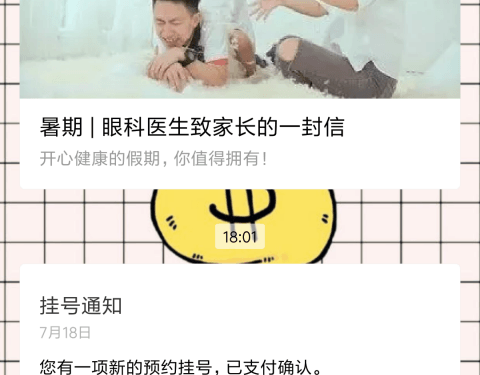 暑期 | 眼科医生致家长的一封信
开心健康的假期，你值得拥有！
18:01
挂号通知
7月18日
您有一项新的预约挂号，已支付确认。